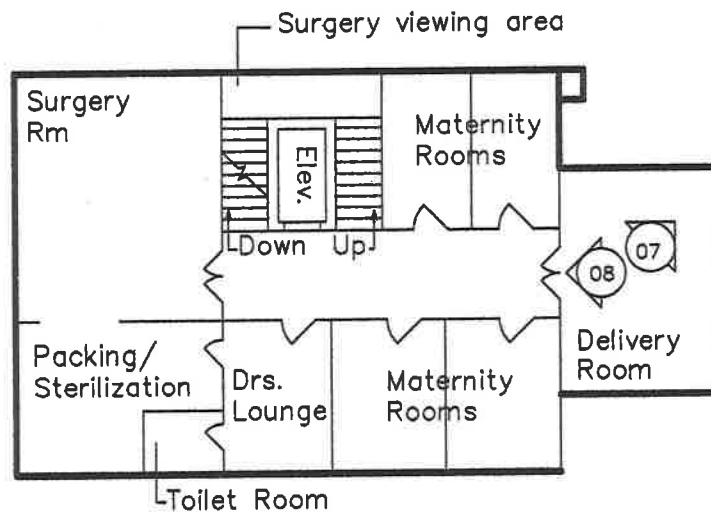 Surgery viewing area
Surgery
Rm
Maternity
Rooms
Elev.
Down
Up
07
08
Packing/
Sterilization
Drs.
Lounge
Maternity
Rooms
Delivery
Room
Toilet Room